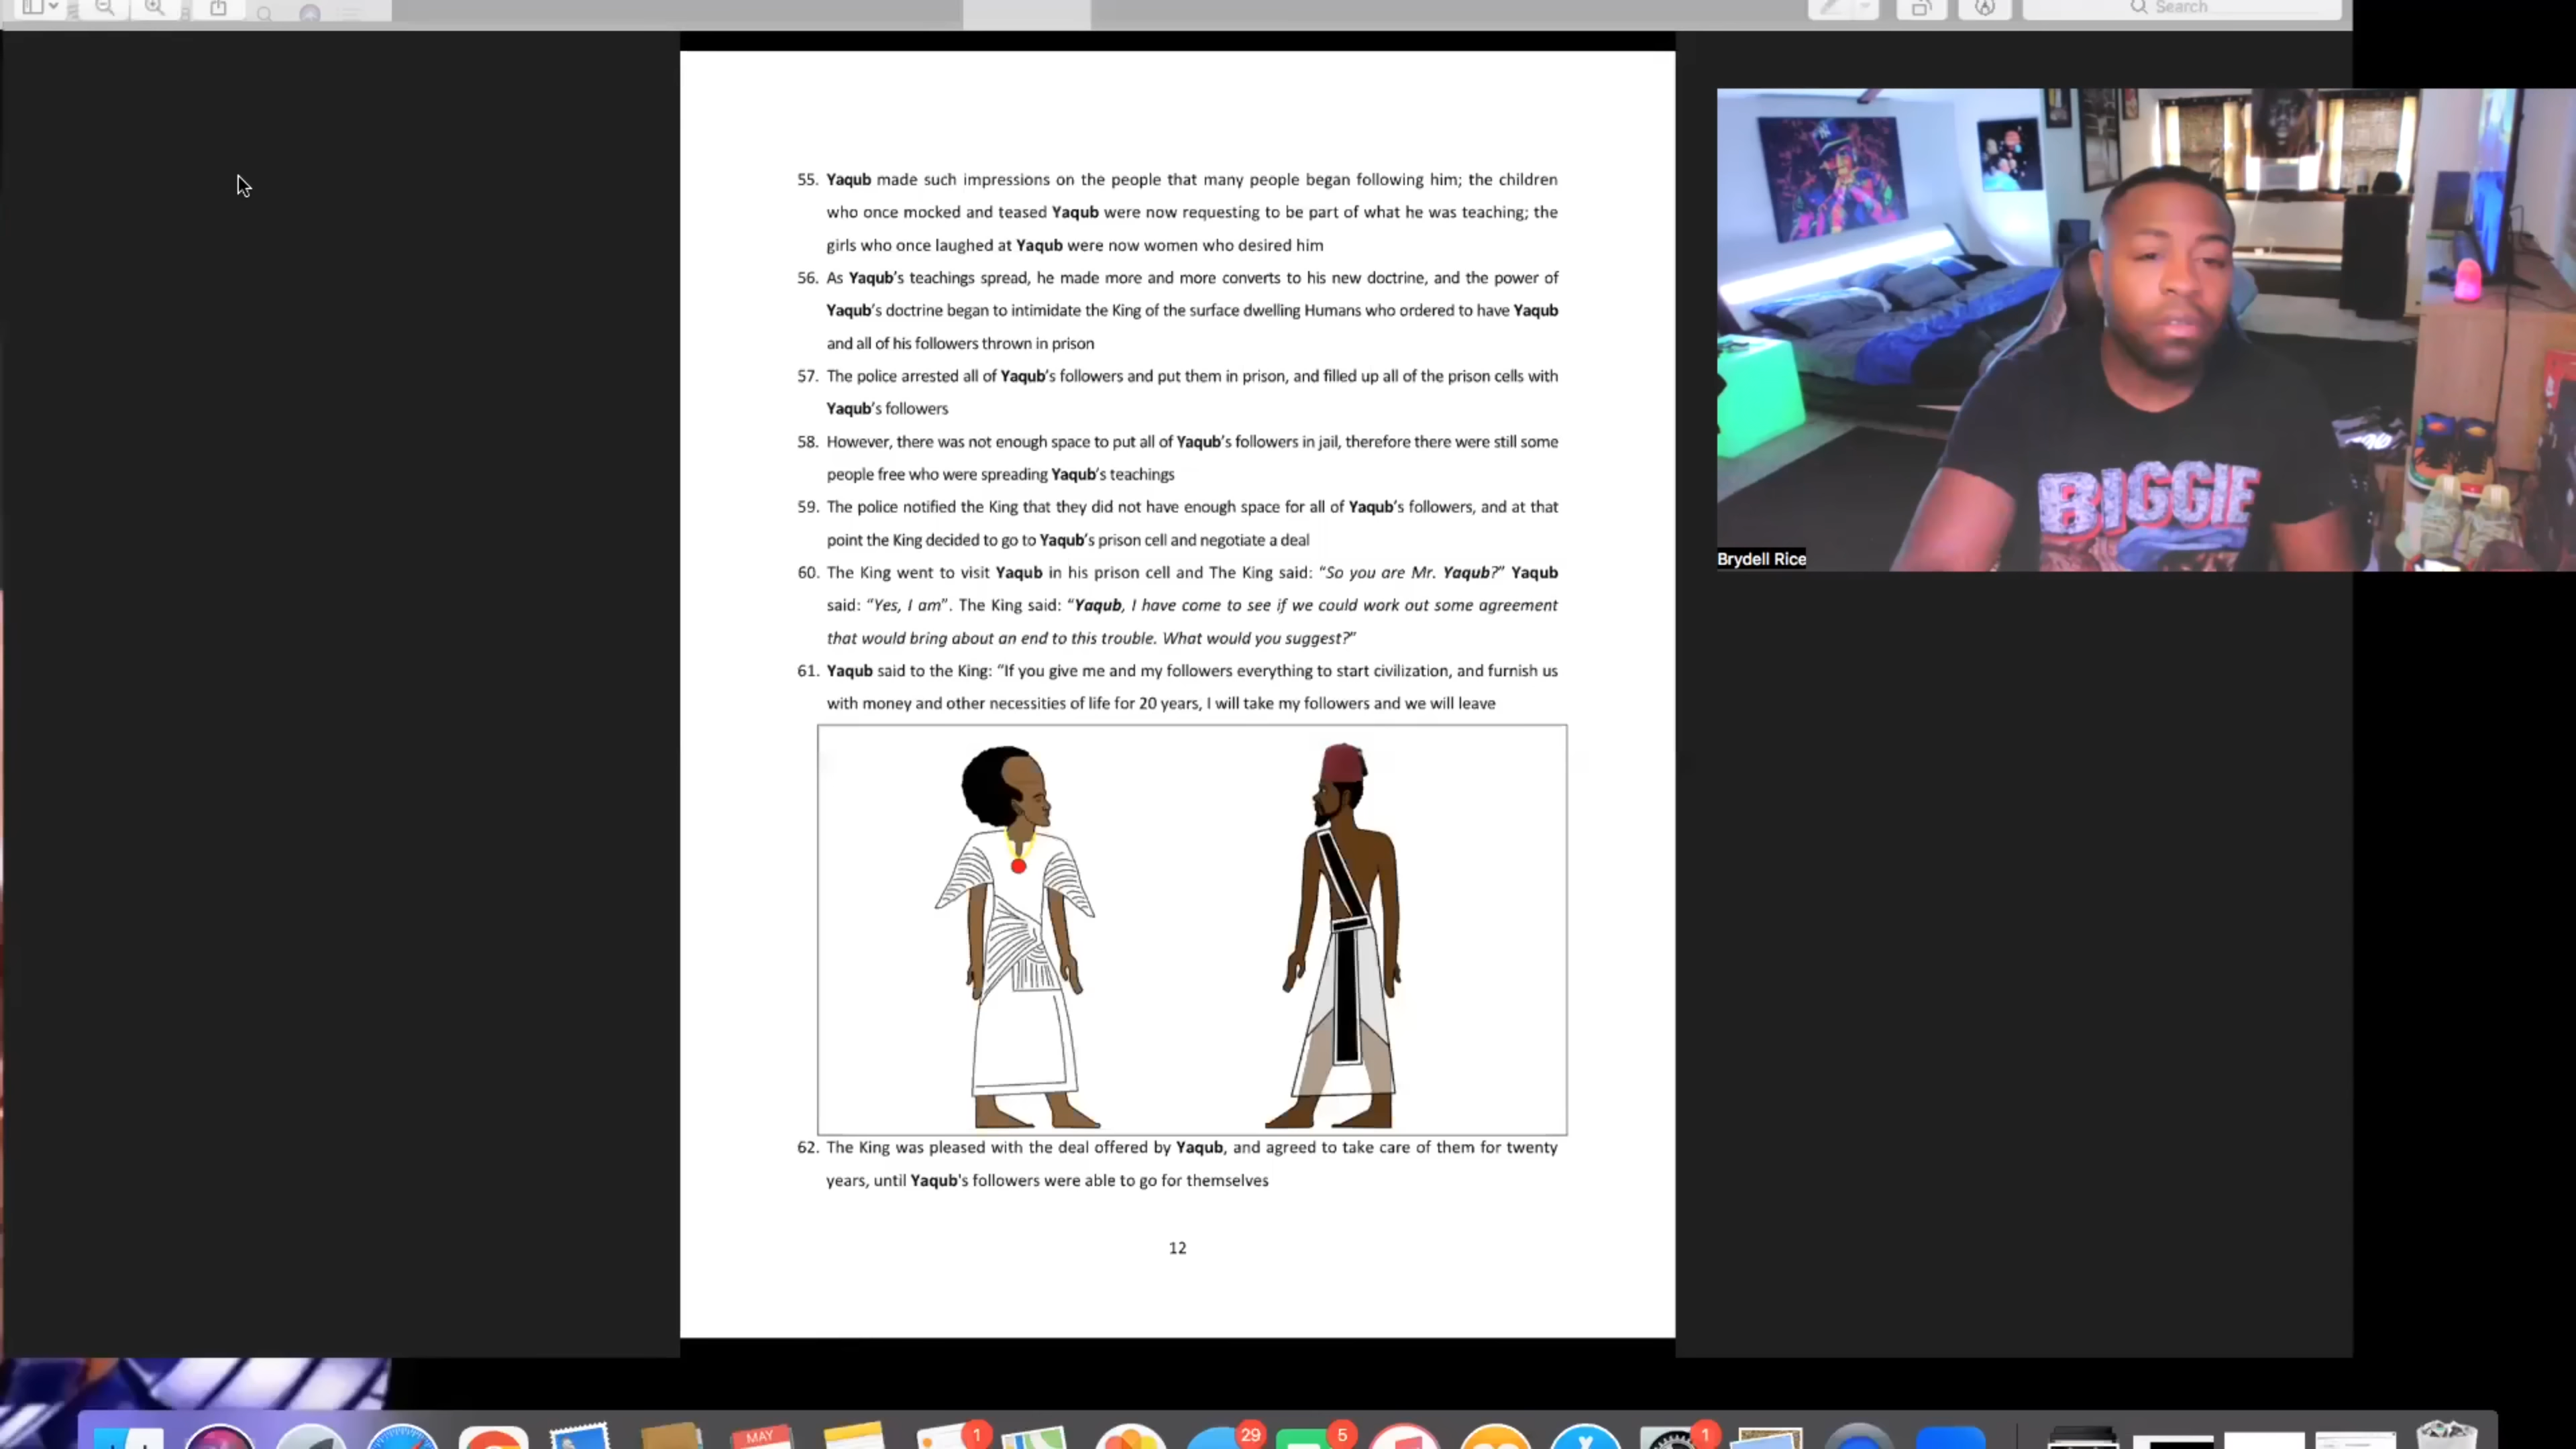 Search
55. Yaqub made such impressions on the people that many people began following him; the children
who once mocked and teased Yaqub were now requesting to be part of what he was teaching; the
girls who once laughed at Yaqub were now women who desired him
56. As Yaqub's teachings spread, he made more and more converts to his new doctrine, and the power of
Yaqub's doctrine began to intimidate the King of the surface dwelling Humans who ordered to have Yaqub
and all of his followers thrown in prison
57. The police arrested all of Yaqub's followers and put them in prison, and filled up all of the prison cells with
Yaqub's followers
58. However, there was not enough space to put all of Yaqub's followers in jail, therefore there were still some
people free who were spreading Yaqub's teachings
59. The police notified the King that they did not have enough space for all of Yaqub's followers, and at that
point the King decided to go to Yaqub's prison cell and negotiate a deal
60. The King went to visit Yaqub in his prison cell and The King said: “So you are Mr. Yaqub?” Yaqub
said: “Yes, I am”. The King said: “Yaqub, I have come to see if we could work out some agreement
that would bring about an end to this trouble. What would you suggest?”
61. Yaqub said to the King: “If you give me and my followers everything to start civilization, and furnish us
with money and other necessities of life for 20 years, I will take my followers and we will leave
62. The King was pleased with the deal offered by Yaqub, and agreed to take care of them for twenty
years, until Yaqub's followers were able to go for themselves
12
BIGGIE
Brydell Rice
MAY
1
29
5
1